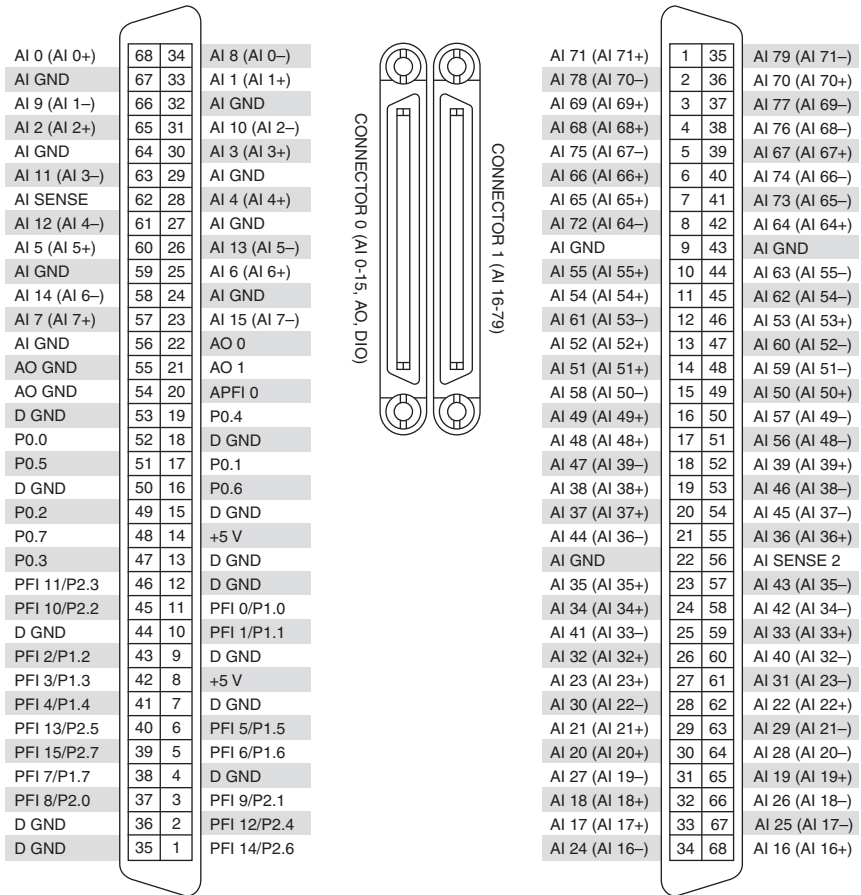 AI 0 (AI 0+) 68 34 AI 8 (AI 0–)
AI GND 67 33 AI 1 (AI 1+)
AI 9 (AI 1–) 66 32 AI GND
AI 2 (AI 2+) 65 31 AI 10 (AI 2–)
AI GND 64 30 AI 3 (AI 3+)
AI 11 (AI 3–) 63 29 AI GND
AI SENSE 62 28 AI 4 (AI 4+)
AI 12 (AI 4–) 61 27 AI GND
AI 5 (AI 5+) 60 26 AI 13 (AI 5–)
AI GND 59 25 AI 6 (AI 6+)
AI 14 (AI 6–) 58 24 AI GND
AI 7 (AI 7+) 57 23 AI 15 (AI 7–)
AI GND 56 22 AO 0
AO GND 55 21 AO 1
AO GND 54 20 APFI 0
D GND 53 19 P0.4
P0.0 52 18 D GND
P0.5 51 17 P0.1
D GND 50 16 P0.6
P0.2 49 15 D GND
P0.7 48 14 +5 V
P0.3 47 13 D GND
PFI 11/P2.3 46 12 D GND
PFI 10/P2.2 45 11 PFI 0/P1.0
D GND 44 10 PFI 1/P1.1
PFI 2/P1.2 43 9 D GND
PFI 3/P1.3 42 8 +5 V
PFI 4/P1.4 41 7 D GND
PFI 13/P2.5 40 6 PFI 5/P1.5
PFI 15/P2.7 39 5 PFI 6/P1.6
PFI 7/P1.7 38 4 D GND
PFI 8/P2.0 37 3 PFI 9/P2.1
D GND 36 2 PFI 12/P2.4
D GND 35 1 PFI 14/P2.6
CONNECTOR 0 (AI 0-15, AO, DIO)
CONNECTOR 1 (AI 16-79)
AI 71 (AI 71+) 1 35 AI 79 (AI 71–)
AI 78 (AI 70–) 2 36 AI 70 (AI 70+)
AI 69 (AI 69+) 3 37 AI 77 (AI 69–)
AI 68 (AI 68+) 4 38 AI 76 (AI 68–)
AI 75 (AI 67–) 5 39 AI 67 (AI 67+)
AI 66 (AI 66+) 6 40 AI 74 (AI 66–)
AI 65 (AI 65+) 7 41 AI 73 (AI 65–)
AI 72 (AI 64–) 8 42 AI 64 (AI 64+)
AI GND 9 43 AI GND
AI 55 (AI 55+) 10 44 AI 63 (AI 55–)
AI 54 (AI 54+) 11 45 AI 62 (AI 54–)
AI 61 (AI 53–) 12 46 AI 53 (AI 53+)
AI 52 (AI 52+) 13 47 AI 60 (AI 52–)
AI 51 (AI 51+) 14 48 AI 59 (AI 51–)
AI 58 (AI 50–) 15 49 AI 50 (AI 50+)
AI 49 (AI 49+) 16 50 AI 57 (AI 49–)
AI 48 (AI 48+) 17 51 AI 56 (AI 48–)
AI 47 (AI 39–) 18 52 AI 39 (AI 39+)
AI 38 (AI 38+) 19 53 AI 46 (AI 38–)
AI 37 (AI 37+) 20 54 AI 45 (AI 37–)
AI 44 (AI 36–) 21 55 AI 36 (AI 36+)
AI GND 22 56 AI SENSE 2
AI 35 (AI 35+) 23 57 AI 43 (AI 35–)
AI 34 (AI 34+) 24 58 AI 42 (AI 34–)
AI 41 (AI 33–) 25 59 AI 33 (AI 33+)
AI 32 (AI 32+) 26 60 AI 40 (AI 32–)
AI 23 (AI 23+) 27 61 AI 31 (AI 23–)
AI 30 (AI 22–) 28 62 AI 22 (AI 22+)
AI 21 (AI 21+) 29 63 AI 29 (AI 21–)
AI 20 (AI 20+) 30 64 AI 28 (AI 20–)
AI 27 (AI 19–) 31 65 AI 19 (AI 19+)
AI 18 (AI 18+) 32 66 AI 26 (AI 18–)
AI 17 (AI 17+) 33 67 AI 25 (AI 17–)
AI 24 (AI 16–) 34 68 AI 16 (AI 16+)